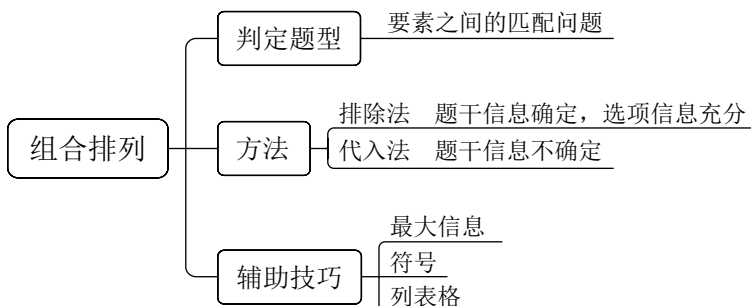 组合排列
判定题型
要素之间的匹配问题
方法
排除法 题干信息确定，选项信息充分
代入法 题干信息不确定
辅助技巧
最大信息
符号
列表格